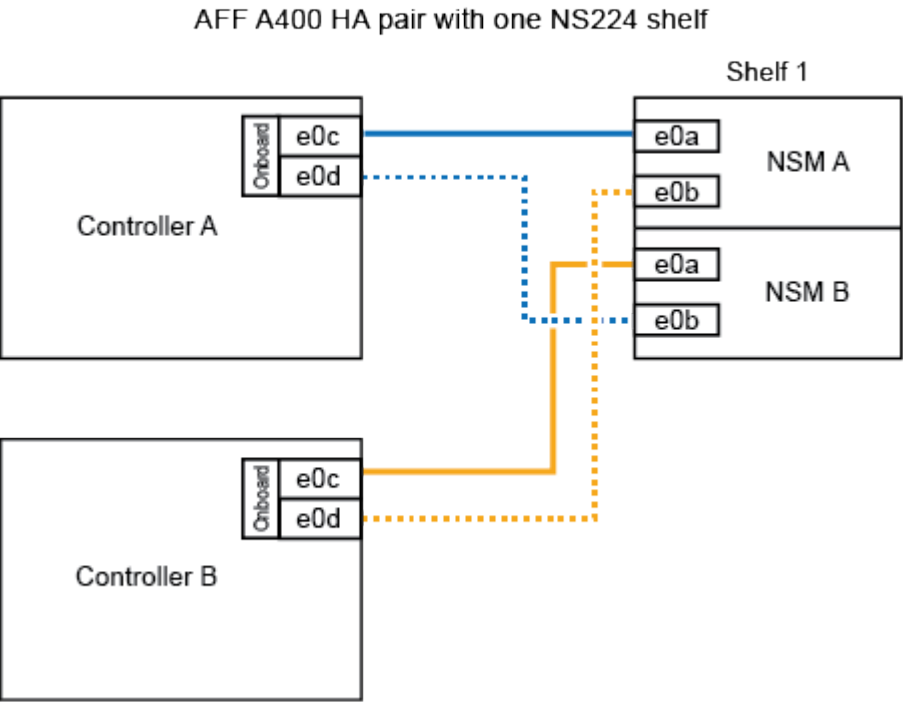 AFF A400 HA pair with one NS224 shelf
Shelf 1
Onboard
e0c
e0d
Controller A
e0a
NSM A
e0b
e0a
NSM B
e0b
Onboard
e0c
e0d
Controller B